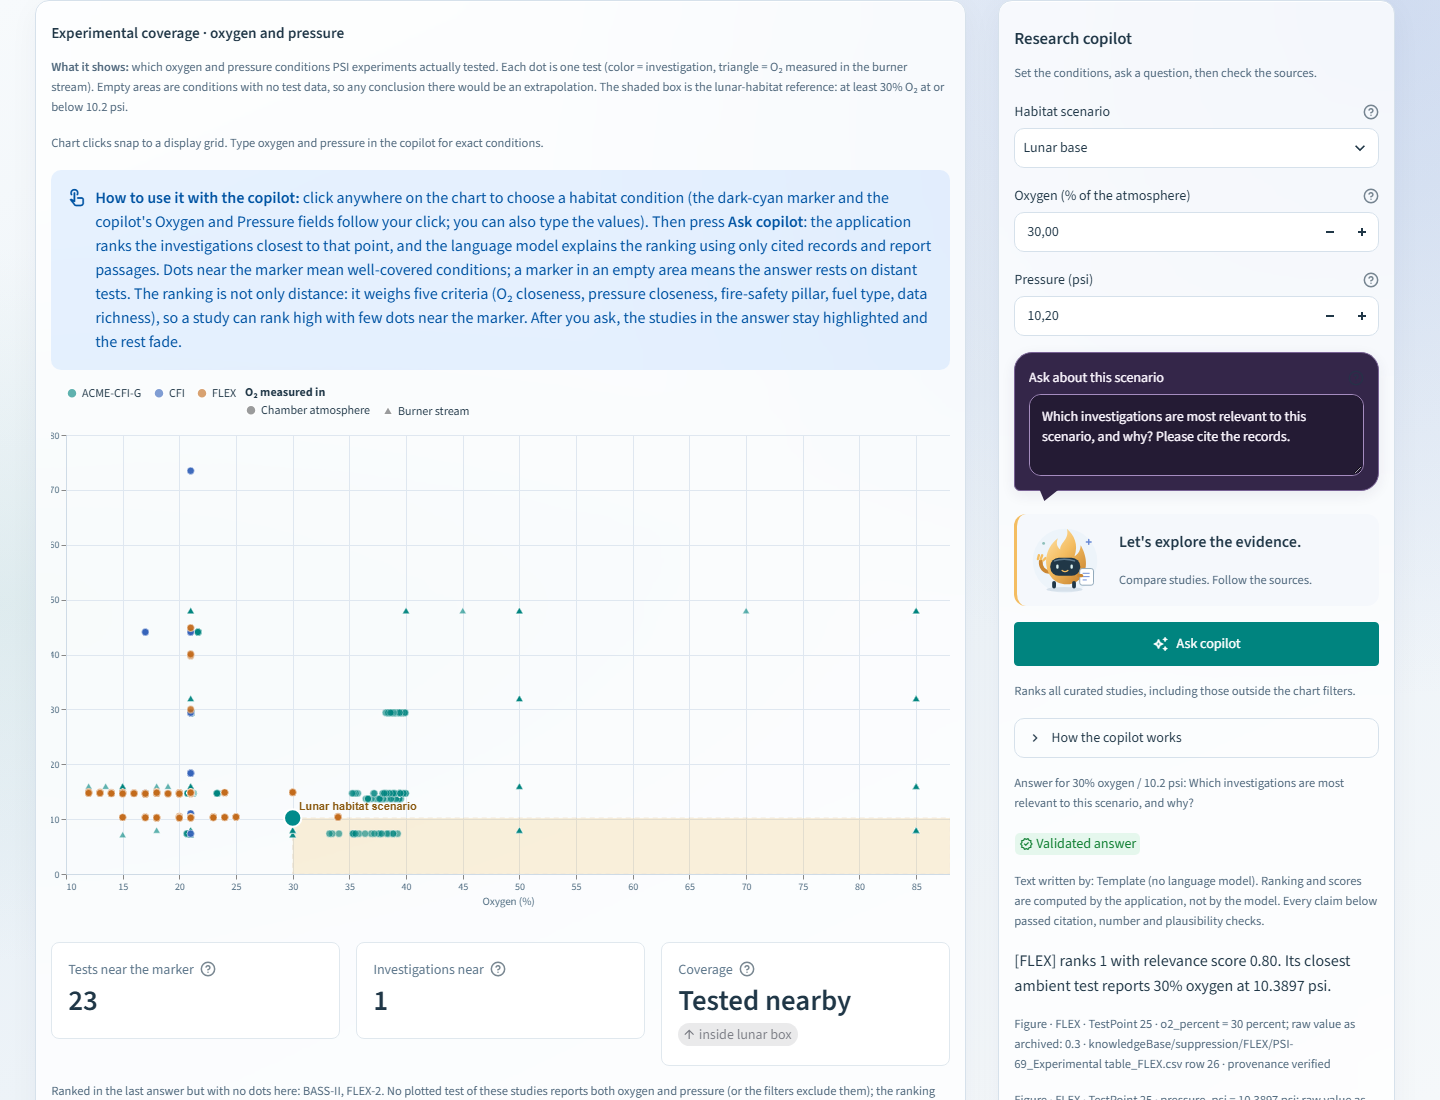 Experimental coverage · oxygen and pressure
What it shows: which oxygen and pressure conditions PSI experiments actually tested. Each dot is one test (color = investigation, triangle = O₂ measured in the burner
stream). Empty areas are conditions with no test data, so any conclusion there would be an extrapolation. The shaded box is the lunar-habitat reference: at least 30% O₂ at or
below 10.2 psi.
Chart clicks snap to a display grid. Type oxygen and pressure in the copilot for exact conditions.
How to use it with the copilot: click anywhere on the chart to choose a habitat condition (the dark-cyan marker and the
copilot's Oxygen and Pressure fields follow your click; you can also type the values). Then press Ask copilot: the application
ranks the investigations closest to that point, and the language model explains the ranking using only cited records and report
passages. Dots near the marker mean well-covered conditions; a marker in an empty area means the answer rests on distant
tests. The ranking is not only distance: it weighs five criteria (O₂ closeness, pressure closeness, fire-safety pillar, fuel type, data
richness), so a study can rank high with few dots near the marker. After you ask, the studies in the answer stay highlighted and
the rest fade.
ACME-CFI-G CFI FLEX O₂ measured in
Chamber atmosphere Burner stream
80
70
60
50
40
30
20
Lunar habitat scenario
10
0
10 15 20 25 30 35 40 45 50 55 60 65 70 75 80 85
Oxygen (%)
Tests near the marker
23
Investigations near
1
Coverage
Tested nearby
↑ inside lunar box
Ranked in the last answer but with no dots here: BASS-II, FLEX-2. No plotted test of these studies reports both oxygen and pressure (or the filters exclude them); the ranking
Research copilot
Set the conditions, ask a question, then check the sources.
Habitat scenario
Lunar base
Oxygen (% of the atmosphere)
30,00
Pressure (psi)
10,20
Ask about this scenario
Which investigations are most relevant to this
scenario, and why? Please cite the records.
Let's explore the evidence.
Compare studies. Follow the sources.
Ask copilot
Ranks all curated studies, including those outside the chart filters.
How the copilot works
Answer for 30% oxygen / 10.2 psi: Which investigations are most
relevant to this scenario, and why?
Validated answer
Text written by: Template (no language model). Ranking and scores
are computed by the application, not by the model. Every claim below
passed citation, number and plausibility checks.
[FLEX] ranks 1 with relevance score 0.80. Its closest
ambient test reports 30% oxygen at 10.3897 psi.
Figure · FLEX · TestPoint 25 · o2_percent = 30 percent; raw value as
archived: 0.3 · knowledgeBase/suppression/FLEX/PSI-
69_Experimental table_FLEX.csv row 26 · provenance verified
Figure · FLEX · TestPoint 25 · pressure_psi = 10.3897 psi; raw value as